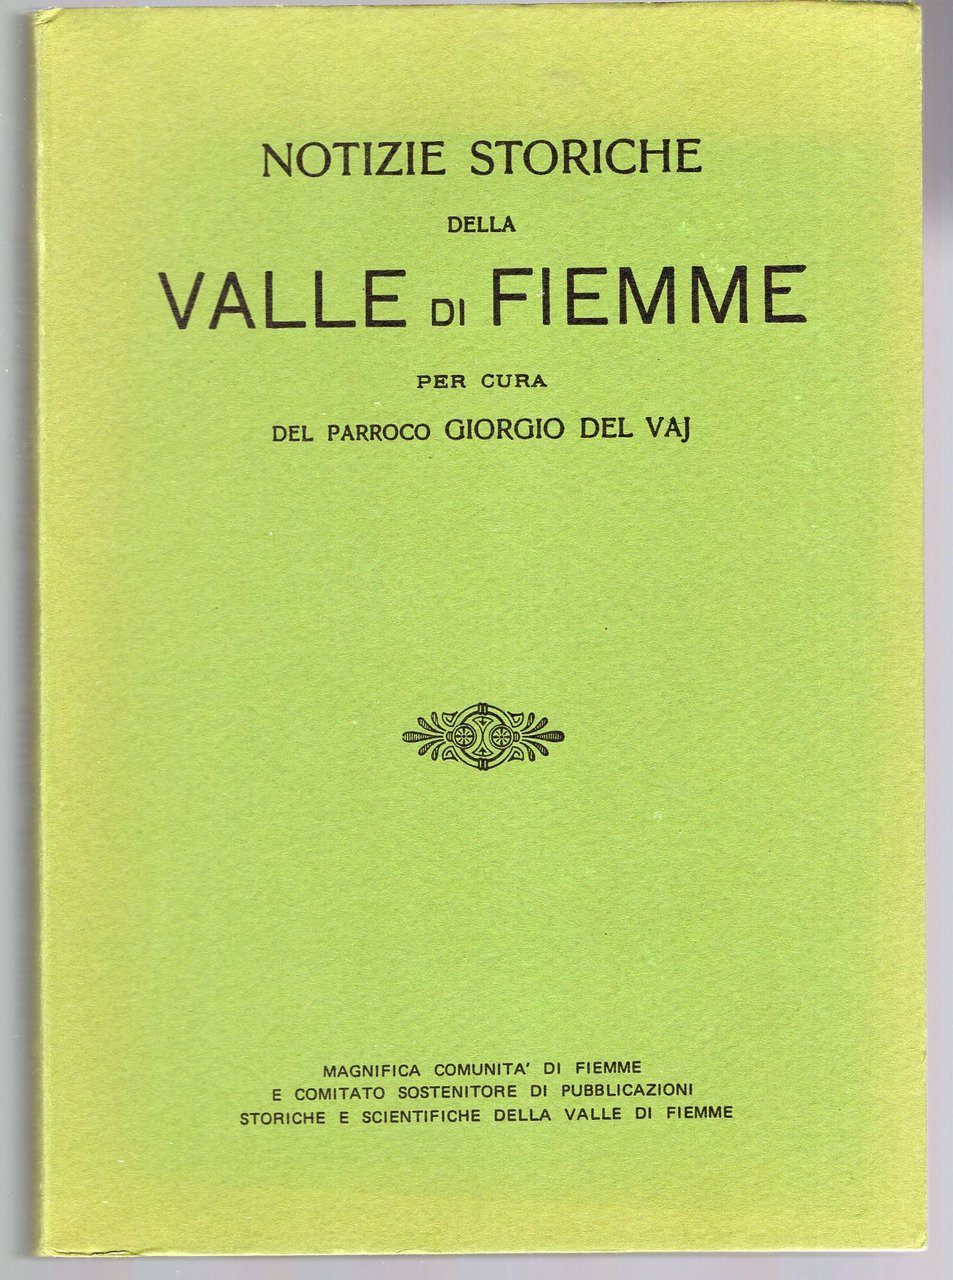 NOTIZIE STORICHE
DELLA
VALLE DI FIEMME
PER CURA
DEL PARROCO GIORGIO DEL VAJ
MAGNIFICA COMUNITA' DI FIEMME
E COMITATO SOSTENITORE DI PUBBLICAZIONI
STORICHE E SCIENTIFICHE DELLA VALLE DI FIEMME